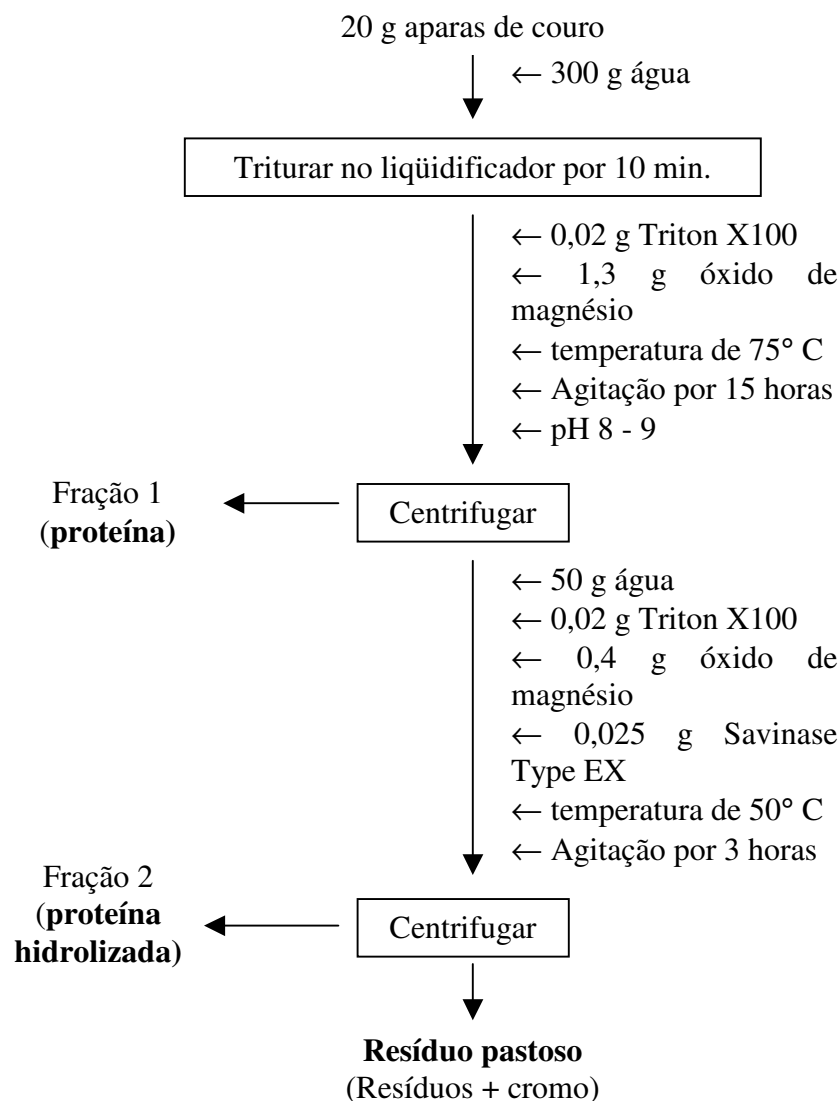 20 g aparas de couro
← 300 g água
Triturar no liqüidificador por 10 min.
← 0,02 g Triton X100
← 1,3 g óxido de
magnésio
← temperatura de 75° C
← Agitação por 15 horas
← pH 8 - 9
Fração 1
(proteína)
Centrifugar
← 50 g água
← 0,02 g Triton X100
← 0,4 g óxido de
magnésio
← 0,025 g Savinase
Type EX
← temperatura de 50° C
← Agitação por 3 horas
Fração 2
(proteína
hidrolizada)
Centrifugar
Resíduo pastoso
(Resíduos + cromo)